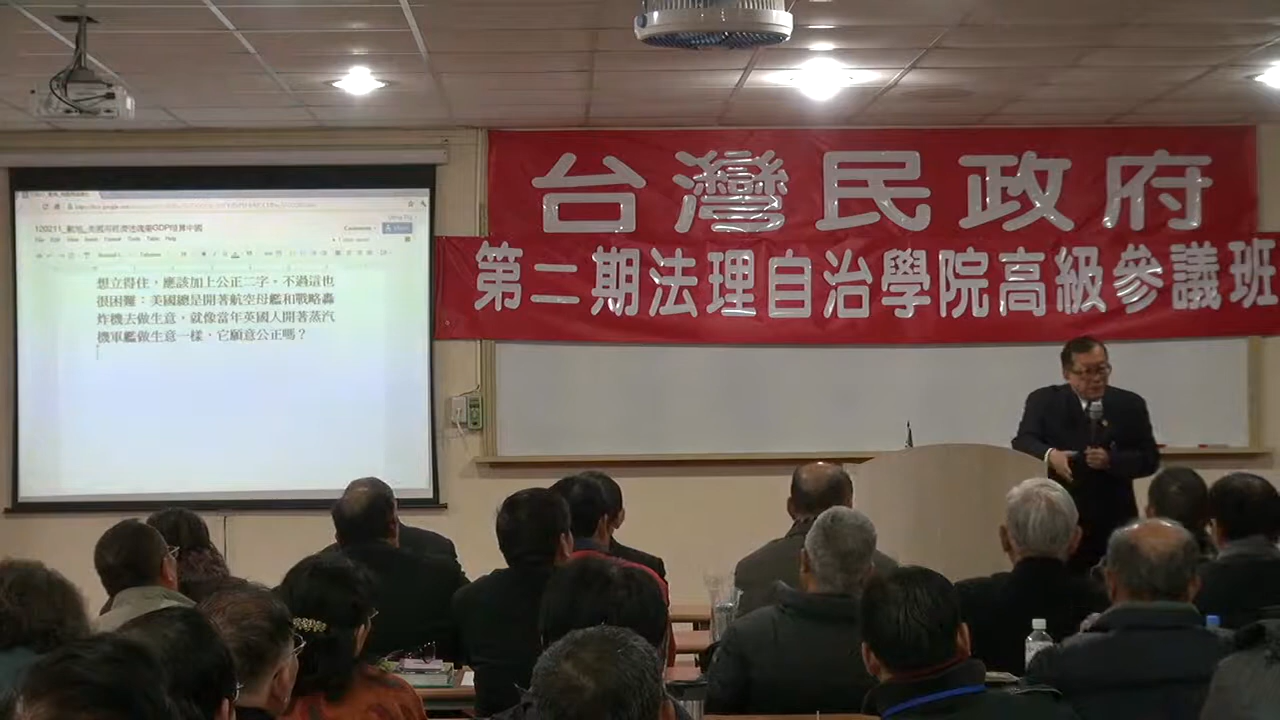 台灣民政府
第二期法理自治學院高級參議班
想立得住，應該加上公正二字。不過這也
很困難：美國總是開著航空母艦和戰略轟
炸機去做生意，就像當年英國人開著蒸汽
機軍艦做生意一樣、它願意公正嗎？